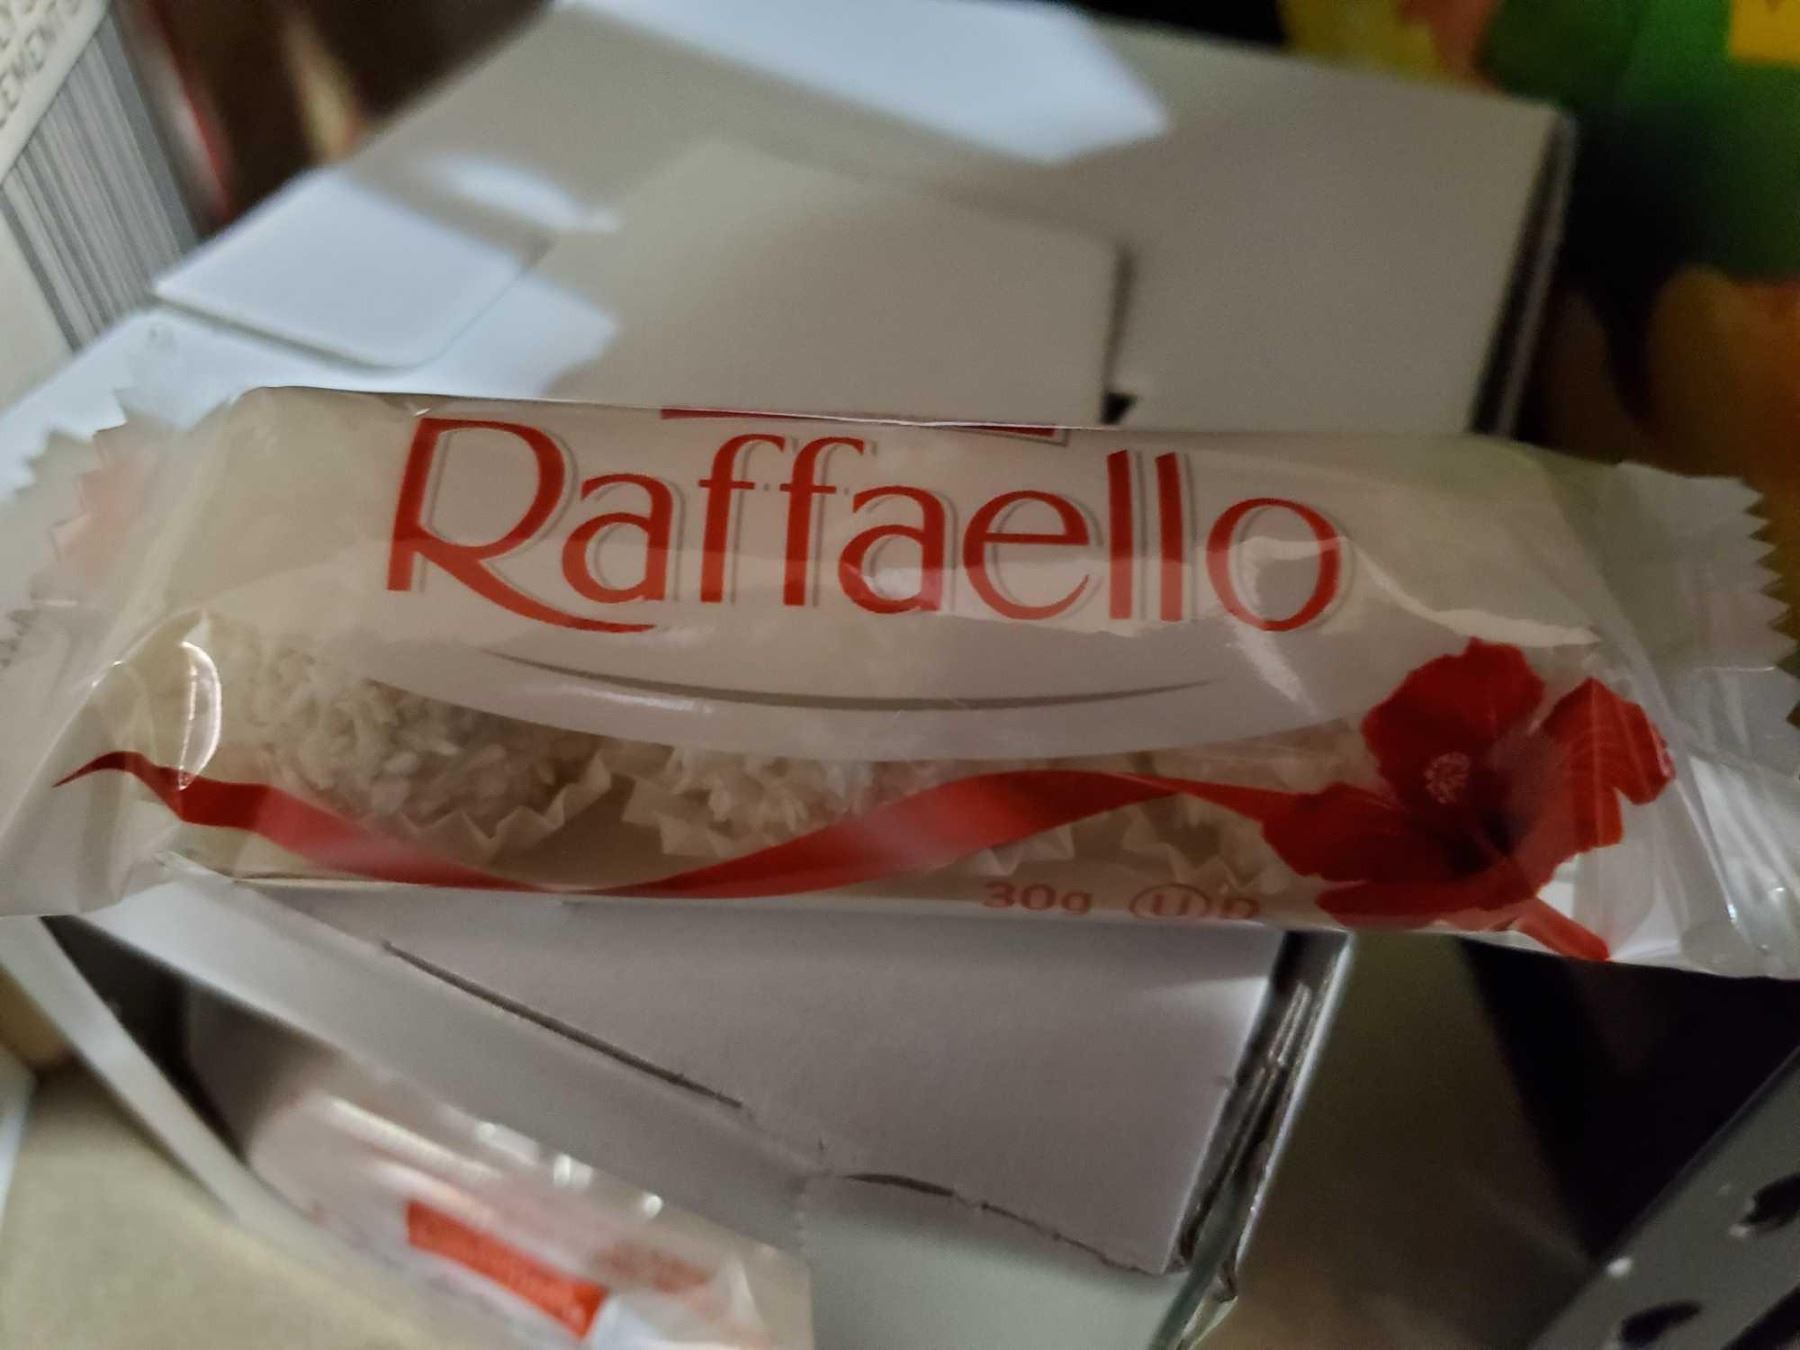 Raffaello
30g Ⓤ D